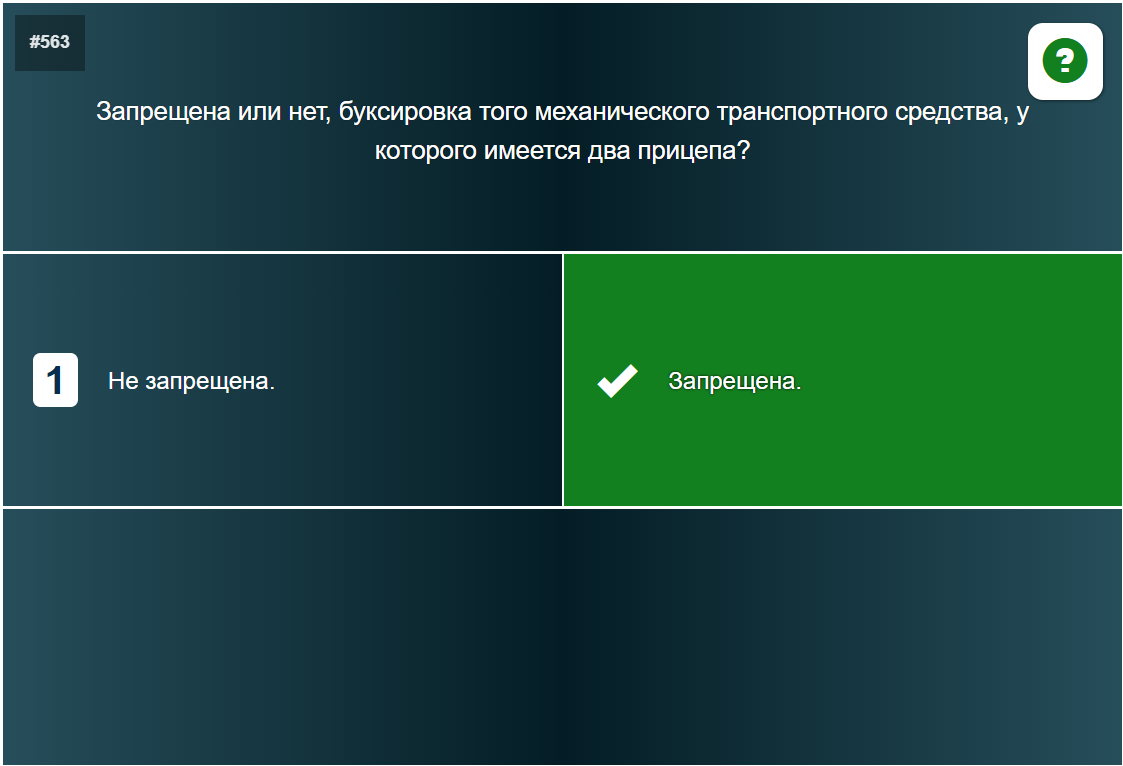 #563
?
Запрещена или нет, буксировка того механического транспортного средства, у
которого имеется два прицепа?
1
Не запрещена.
Запрещена.